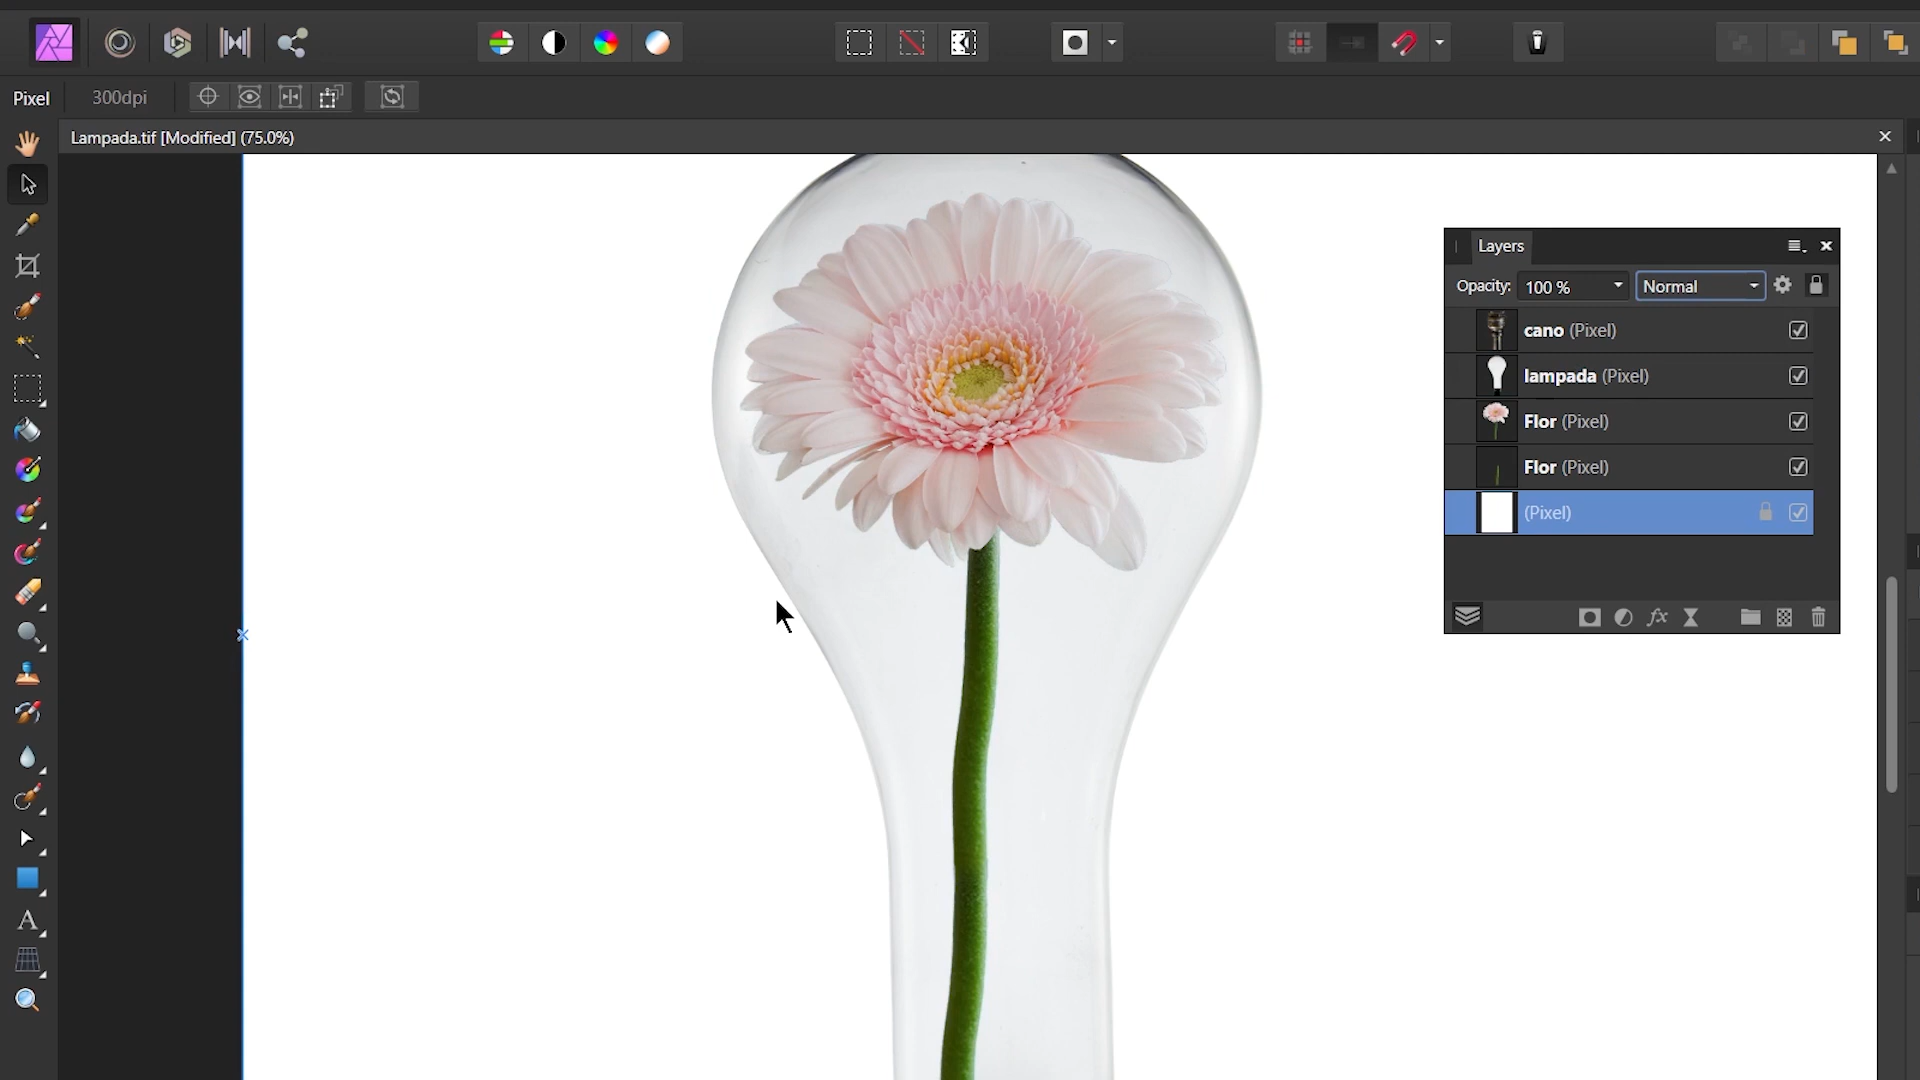 Pixel
300dpi
Lampada.tif [Modified] (75.0%)
Layers
Opacity: 100 % Normal
cano (Pixel)
lampada (Pixel)
Flor (Pixel)
Flor (Pixel)
(Pixel)
fx
A